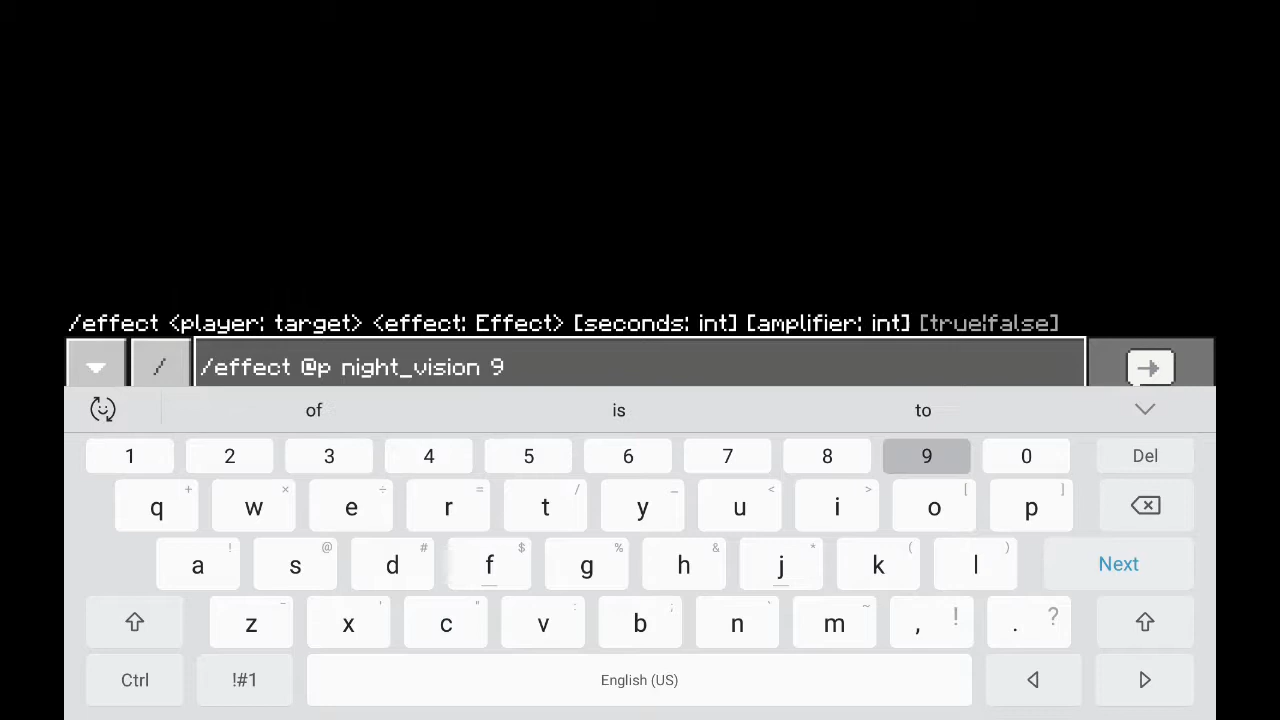 /effect <player: target> <effect: Effect> [seconds: int] [amplifier: int] [true|false]
/ /effect @p night_vision 9
of is to
1 2 3 4 5 6 7 8 9 0 Del
q + w × e ÷ r = t / y _ u < i > o [ p ]
a ! s @ d # f $ g % h & j * k ( l ) Next
z - x ' c " v : b ; n ` m ~ , ! . ?
Ctrl !#1 English (US)